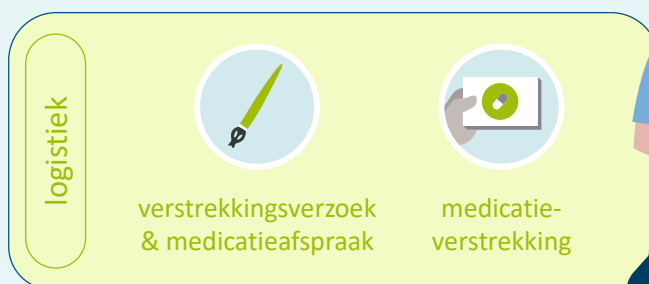 logistiek
verstrekkingsverzoek
& medicatieafspraak
medicatie-
verstrekking